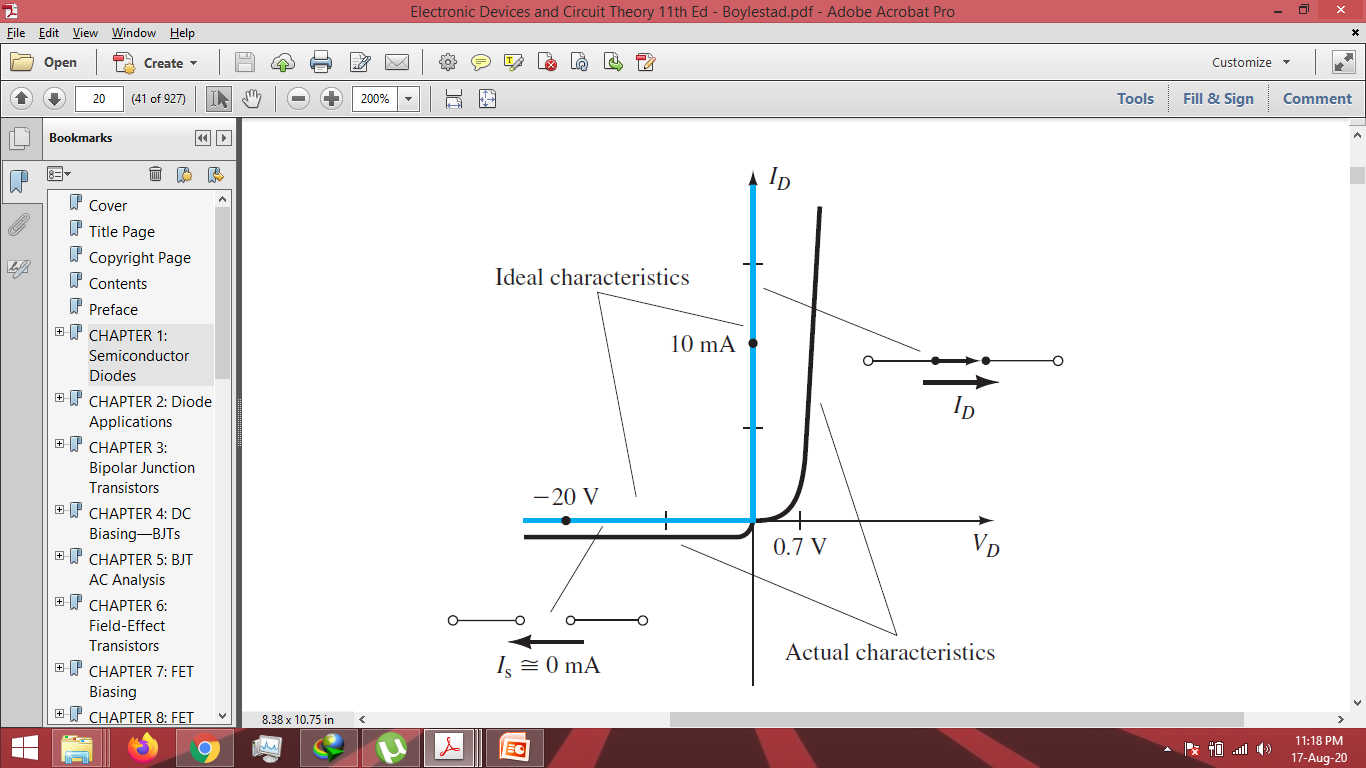 Electronic Devices and Circuit Theory 11th Ed - Boylestad.pdf - Adobe Acrobat Pro
File Edit View Window Help
Open Create Customize
20 (41 of 927) 200% Tools Fill & Sign Comment
Bookmarks
Cover
Title Page
Copyright Page
Contents
Preface
CHAPTER 1:
Semiconductor
Diodes
CHAPTER 2: Diode
Applications
CHAPTER 3:
Bipolar Junction
Transistors
CHAPTER 4: DC
Biasing—BJTs
CHAPTER 5: BJT
AC Analysis
CHAPTER 6:
Field-Effect
Transistors
CHAPTER 7: FET
Biasing
CHAPTER 8: FET
I_D
Ideal characteristics
10 mA
I_D
−20 V
0.7 V
V_D
Actual characteristics
I_s ≅ 0 mA
8.38 x 10.75 in
11:18 PM
17-Aug-20